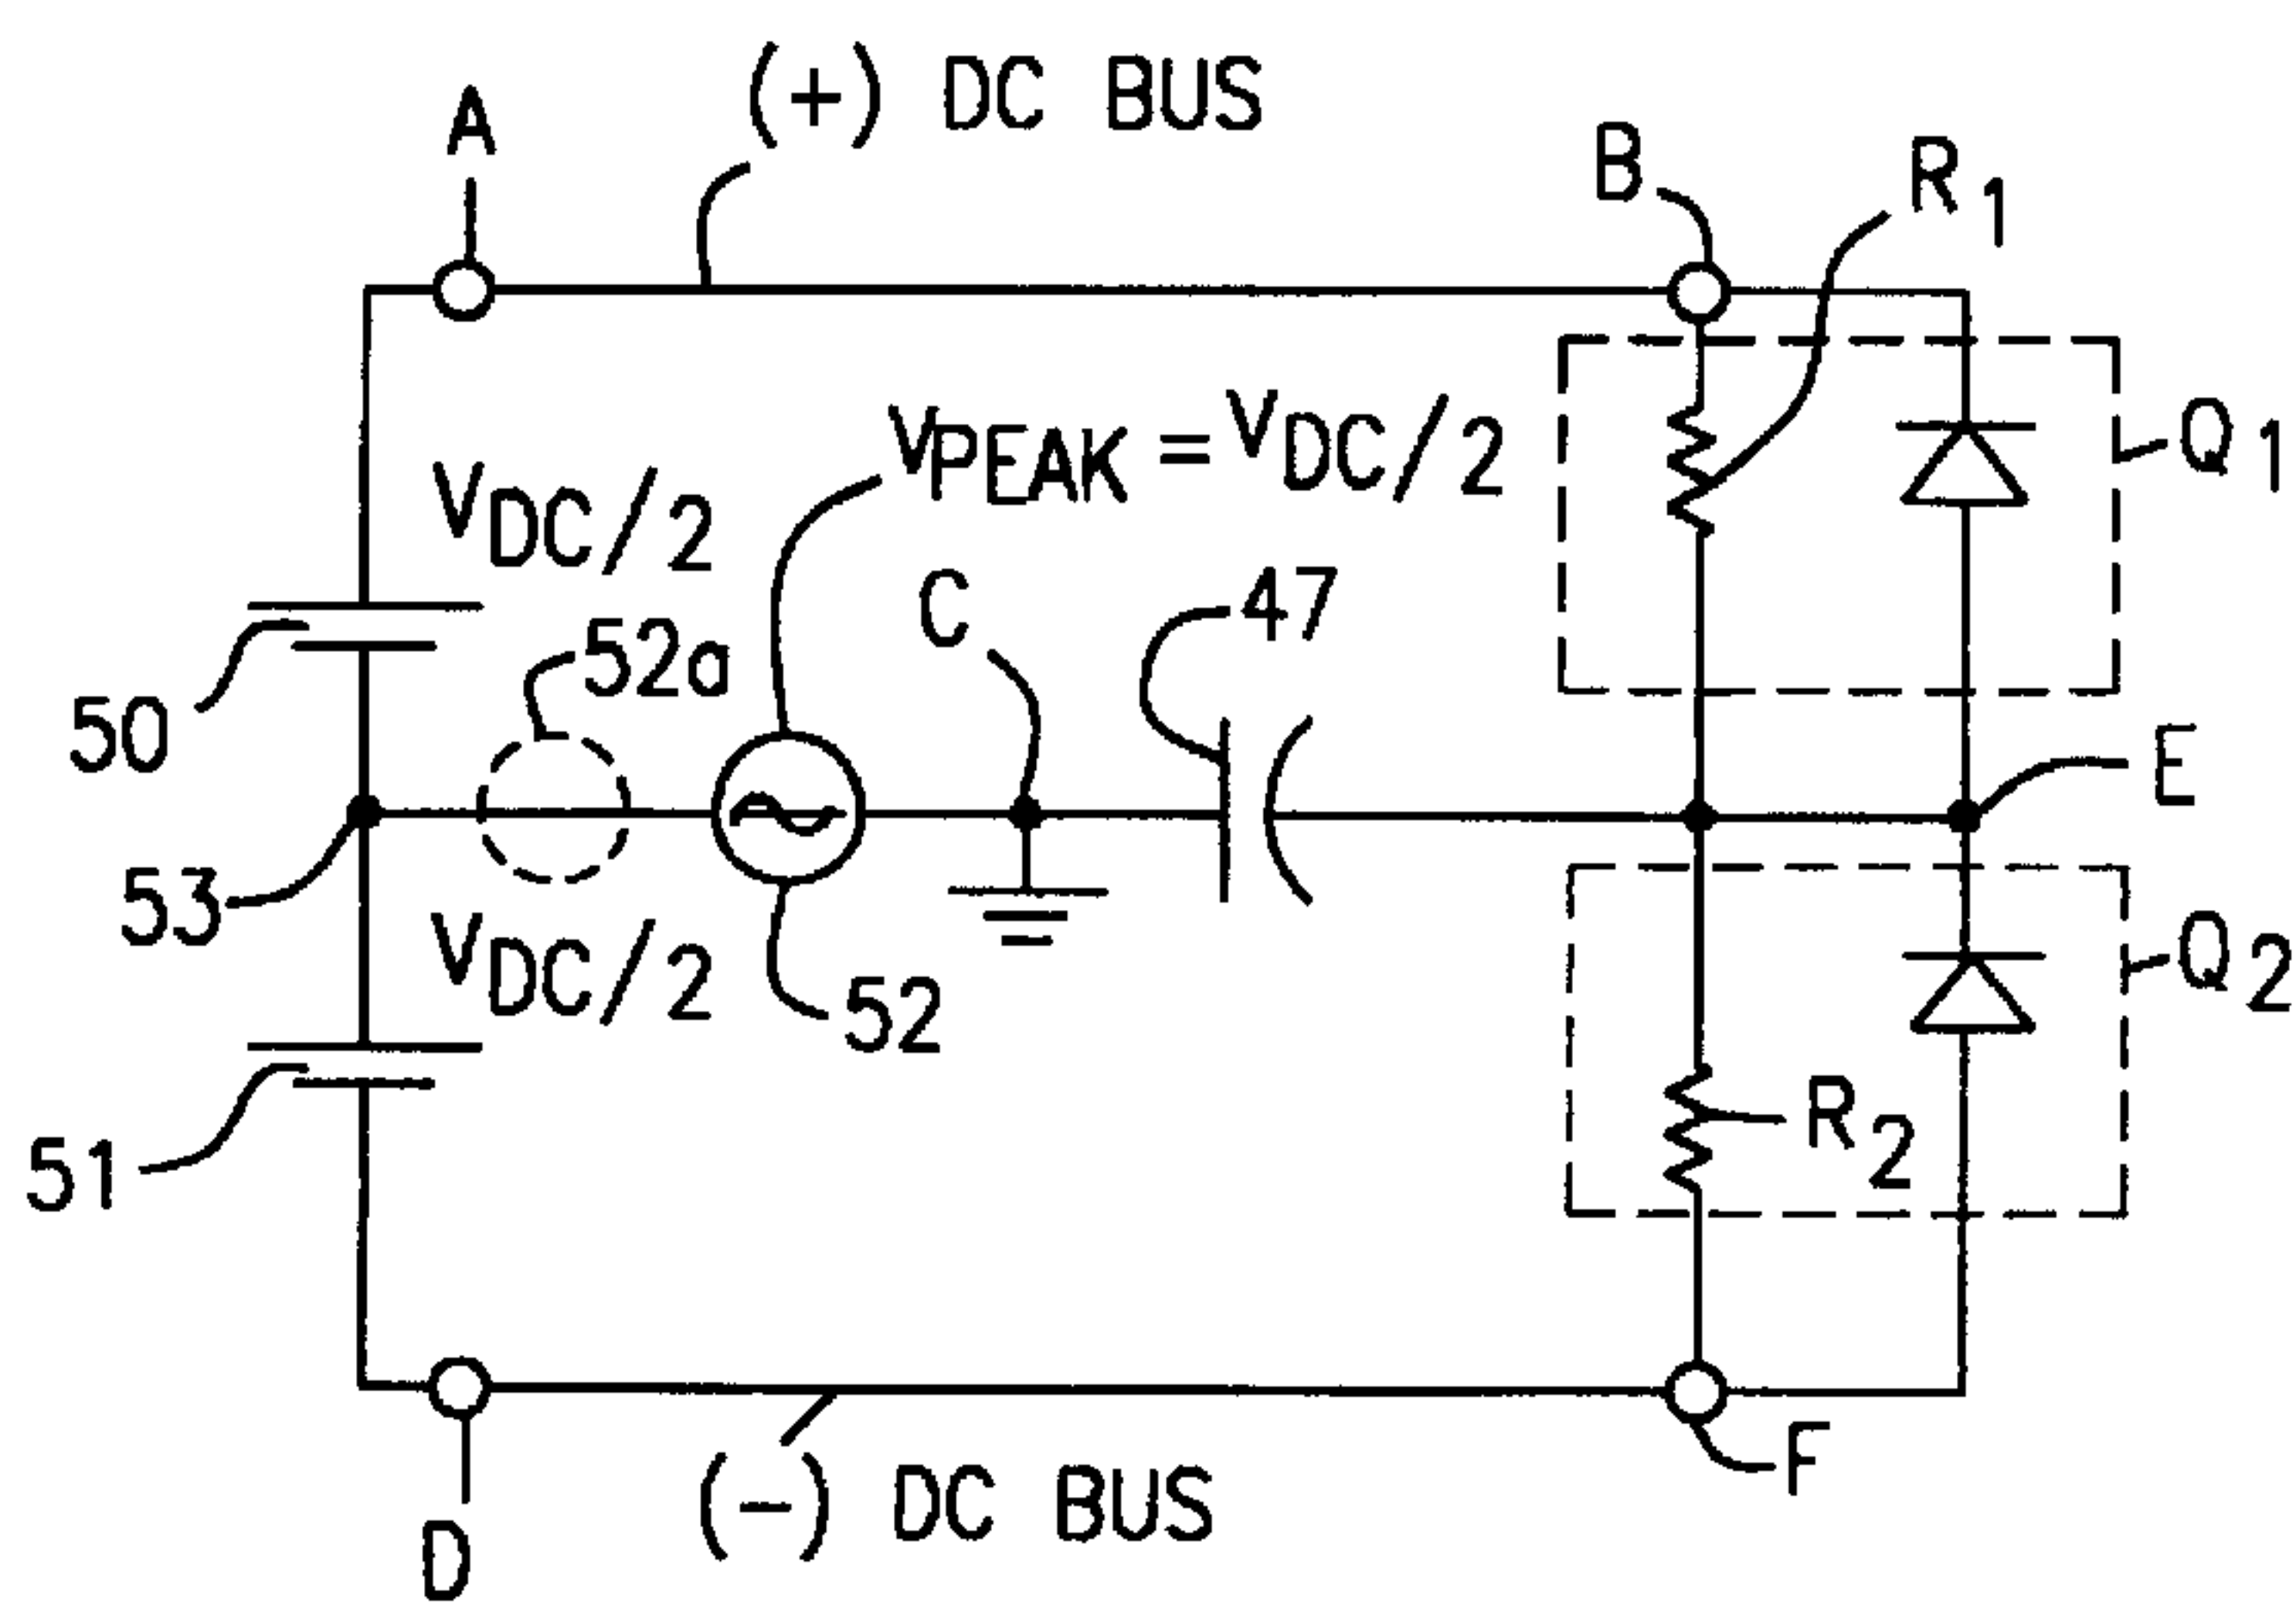 (+) DC BUS
A
B
R1
VPEAK=VDC/2
Q1
VDC/2
C
47
52a
50
E
53
VDC/2
Q2
52
R2
51
F
(-) DC BUS
D